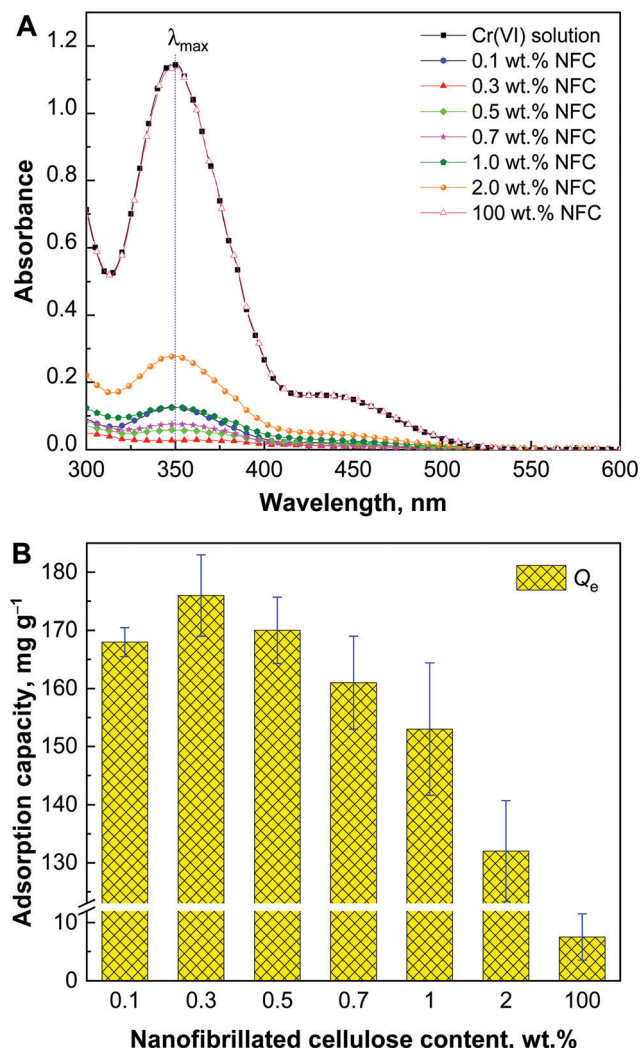 A
λmax
Cr(VI) solution
0.1 wt.% NFC
0.3 wt.% NFC
0.5 wt.% NFC
0.7 wt.% NFC
1.0 wt.% NFC
2.0 wt.% NFC
100 wt.% NFC
1.2
1.0
0.8
0.6
0.4
0.2
0.0
Absorbance
300 350 400 450 500 550 600
Wavelength, nm
B
Qe
180
170
160
150
140
130
10
0
Adsorption capacity, mg g⁻¹
0.1 0.3 0.5 0.7 1 2 100
Nanofibrillated cellulose content, wt.%